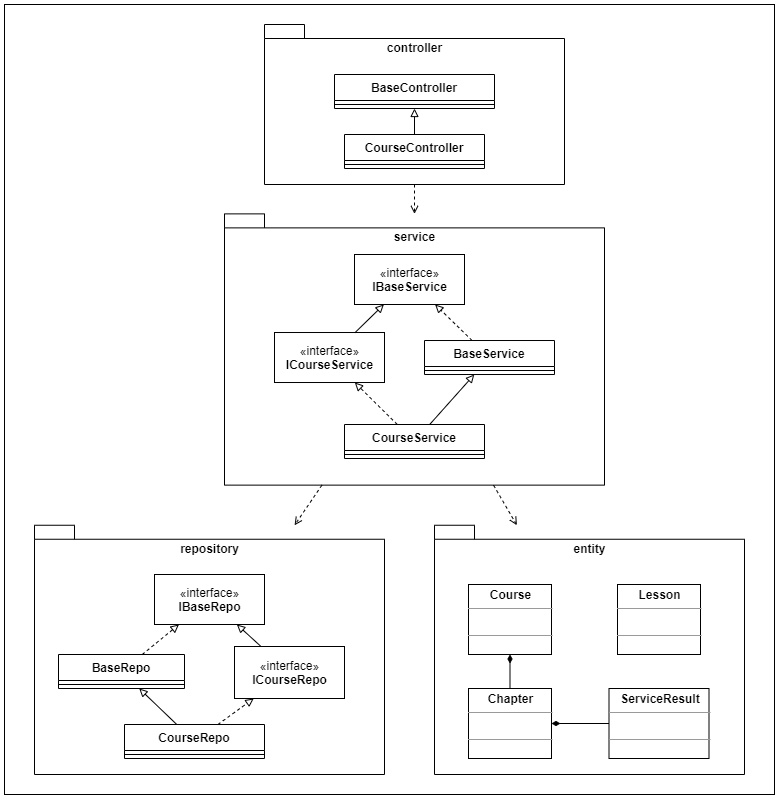 controller
BaseController
CourseController
service
«interface»
IBaseService
«interface»
ICourseService
BaseService
CourseService
repository
«interface»
IBaseRepo
BaseRepo
«interface»
ICourseRepo
CourseRepo
entity
Course
Lesson
Chapter
ServiceResult